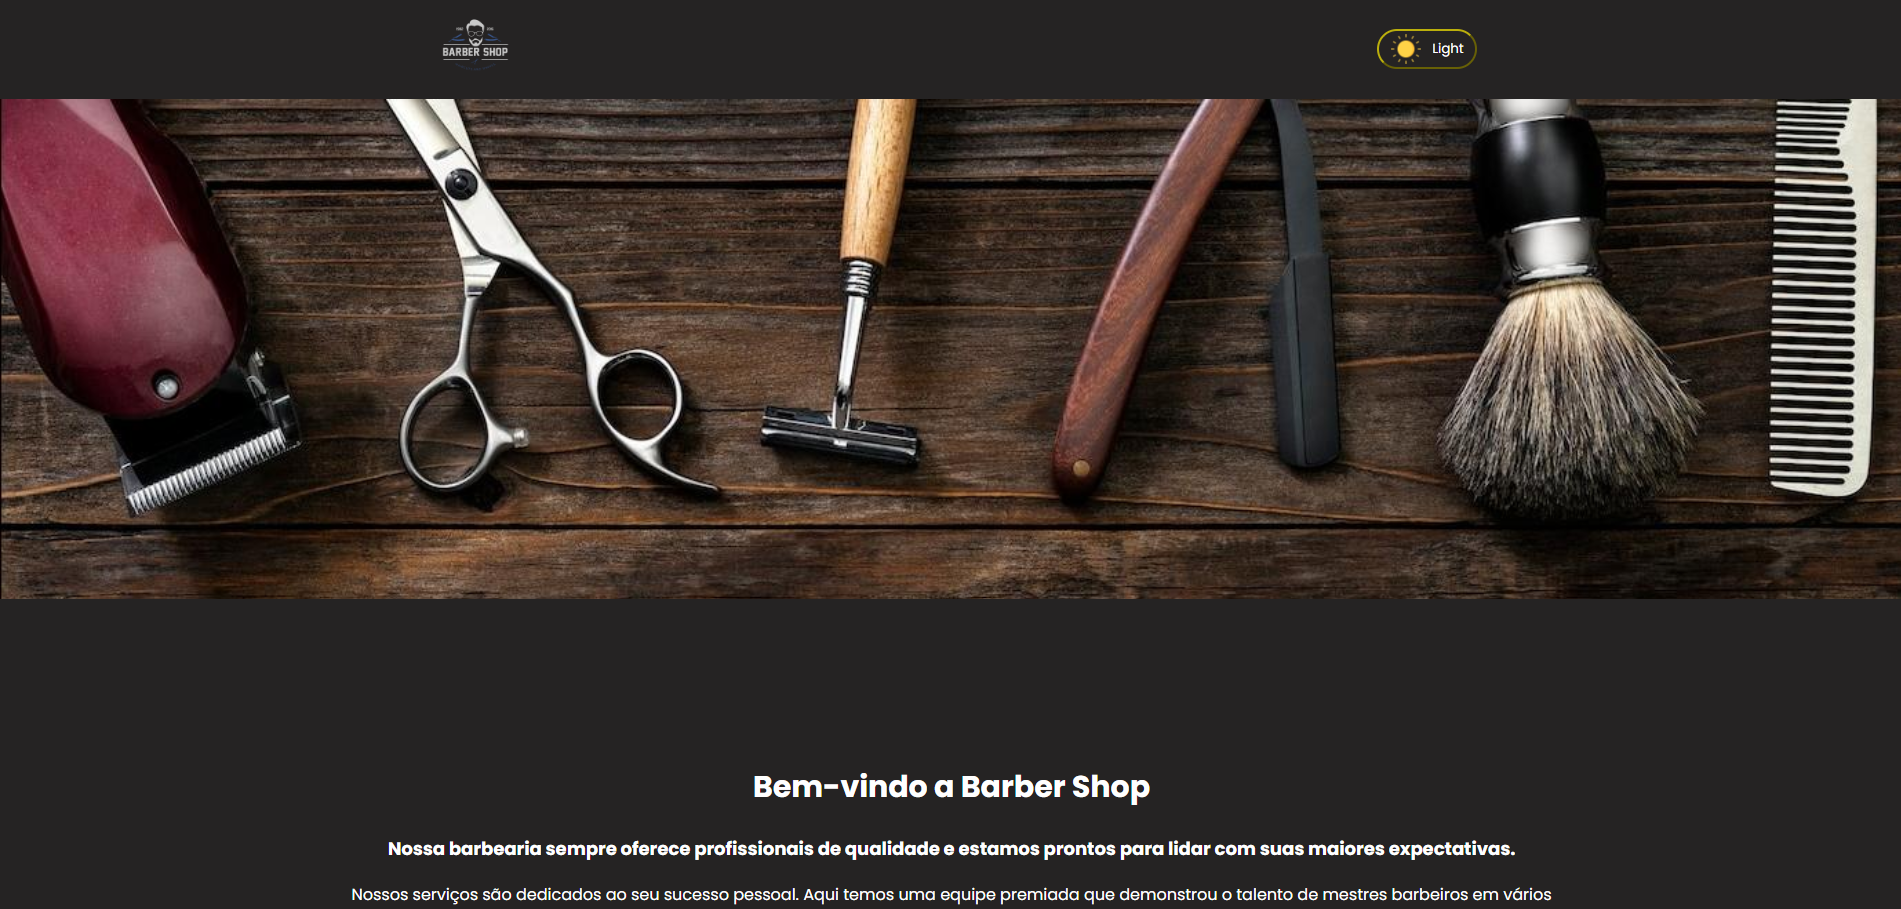 BARBER SHOP
Light
Bem-vindo a Barber Shop
Nossa barbearia sempre oferece profissionais de qualidade e estamos prontos para lidar com suas maiores expectativas.
Nossos serviços são dedicados ao seu sucesso pessoal. Aqui temos uma equipe premiada que demonstrou o talento de mestres barbeiros em vários